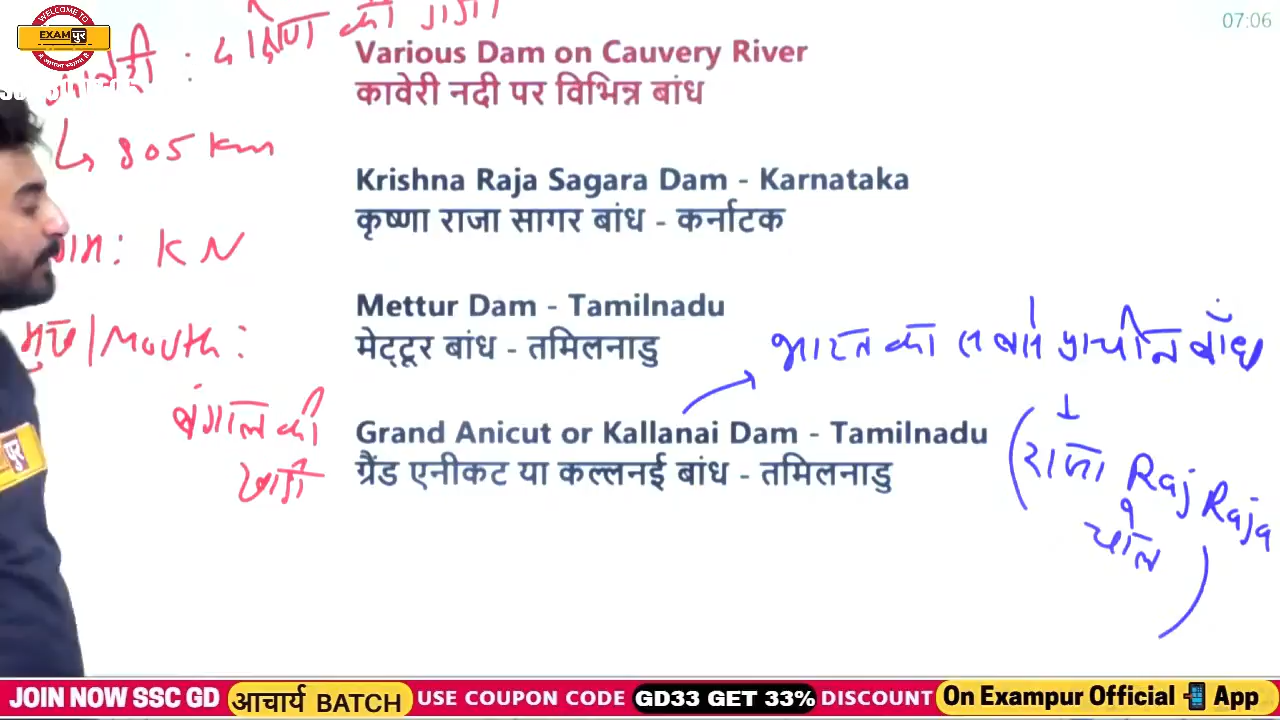 WELCOME TO
EXAMपुर
07:06
दक्षिण की गंगा
Various Dam on Cauvery River
कावेरी नदी पर विभिन्न बांध
805 km
Krishna Raja Sagara Dam - Karnataka
कृष्णा राजा सागर बांध - कर्नाटक
KN
Mettur Dam - Tamilnadu
मेट्टूर बांध - तमिलनाडु
मुख/Mouth:
भारत का सबसे प्राचीन बाँध
बंगाल की
खाड़ी
Grand Anicut or Kallanai Dam - Tamilnadu
ग्रैंड एनीकट या कल्लनई बांध - तमिलनाडु
(राजा Raj Raja
चोल)
पुर
JOIN NOW SSC GD आचार्य BATCH USE COUPON CODE GD33 GET 33% DISCOUNT On Exampur Official App